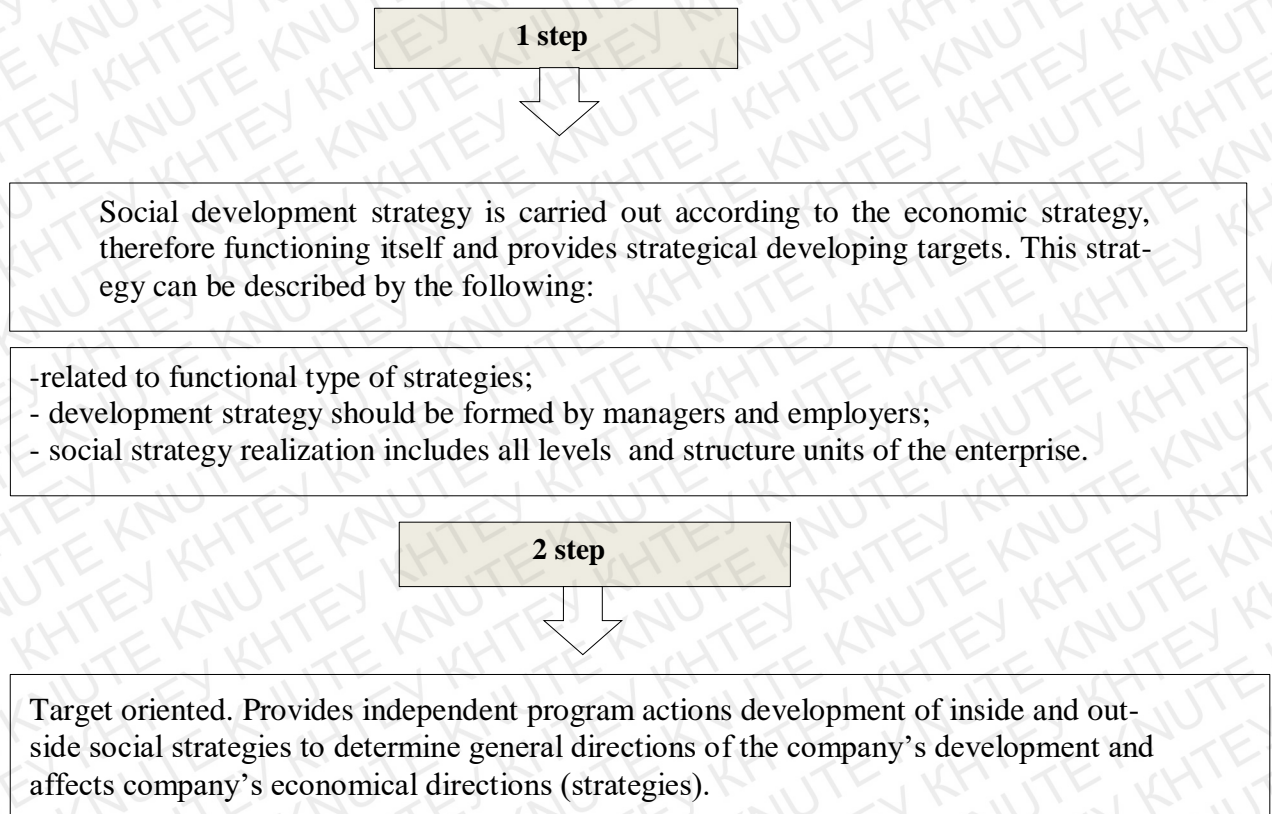 1 step
Social development strategy is carried out according to the economic strategy,
therefore functioning itself and provides strategical developing targets. This strat-
egy can be described by the following:
-related to functional type of strategies;
- development strategy should be formed by managers and employers;
- social strategy realization includes all levels and structure units of the enterprise.
2 step
Target oriented. Provides independent program actions development of inside and out-
side social strategies to determine general directions of the company’s development and
affects company’s economical directions (strategies).